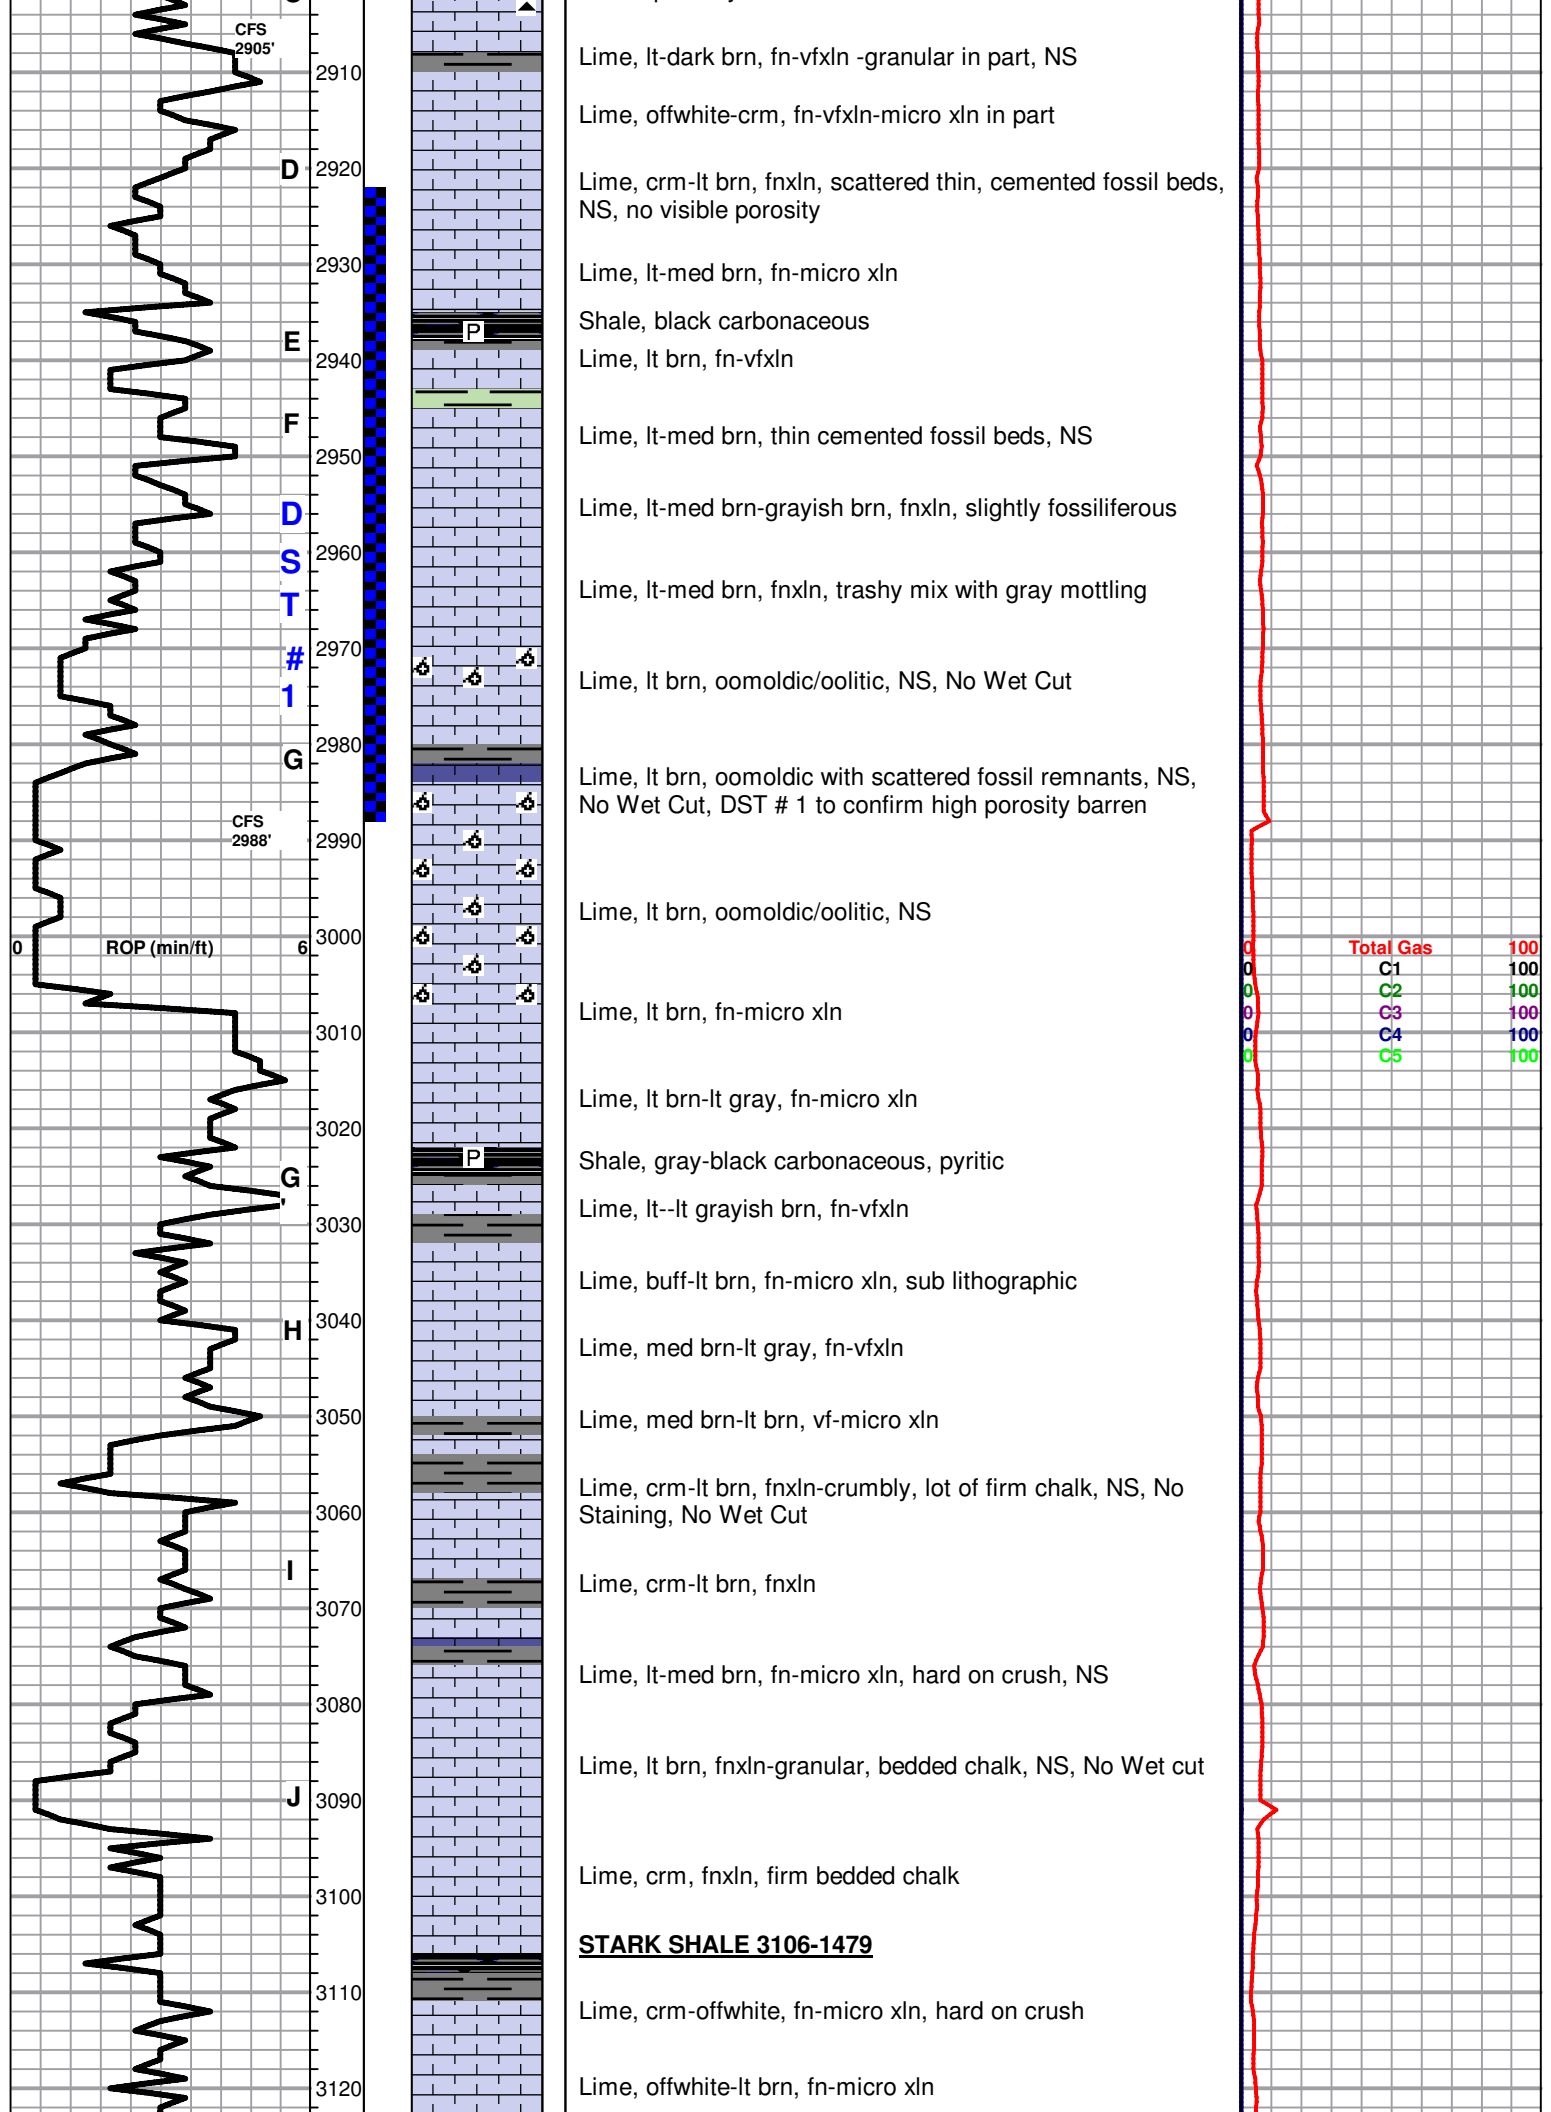 CFS
2905'
Lime, lt-dark brn, fn-vfxln -granular in part, NS
2910
Lime, offwhite-crm, fn-vfxln-micro xln in part
D
2920
Lime, crm-lt brn, fnxln, scattered thin, cemented fossil beds,
NS, no visible porosity
2930
Lime, lt-med brn, fn-micro xln
Shale, black carbonaceous
P
E
2940
Lime, lt brn, fn-vfxln
F
Lime, lt-med brn, thin cemented fossil beds, NS
2950
D
S
T
#
1
Lime, lt-med brn-grayish brn, fnxln, slightly fossiliferous
2960
Lime, lt-med brn, fnxln, trashy mix with gray mottling
2970
Lime, lt brn, oomoldic/oolitic, NS, No Wet Cut
2980
G
Lime, lt brn, oomoldic with scattered fossil remnants, NS,
No Wet Cut, DST # 1 to confirm high porosity barren
CFS
2988'
2990
Lime, lt brn, oomoldic/oolitic, NS
3000
0 ROP (min/ft) 6
0 Total Gas 100
0 C1 100
0 C2 100
0 C3 100
0 C4 100
0 C5 100
Lime, lt brn, fn-micro xln
3010
Lime, lt brn-lt gray, fn-micro xln
3020
P
Shale, gray-black carbonaceous, pyritic
G
'
Lime, lt--lt grayish brn, fn-vfxln
3030
Lime, buff-lt brn, fn-micro xln, sub lithographic
3040
H
Lime, med brn-lt gray, fn-vfxln
3050
Lime, med brn-lt brn, vf-micro xln
Lime, crm-lt brn, fnxln-crumbly, lot of firm chalk, NS, No
Staining, No Wet Cut
3060
I
Lime, crm-lt brn, fnxln
3070
Lime, lt-med brn, fn-micro xln, hard on crush, NS
3080
Lime, lt brn, fnxln-granular, bedded chalk, NS, No Wet cut
J
3090
Lime, crm, fnxln, firm bedded chalk
3100
STARK SHALE 3106-1479
3110
Lime, crm-offwhite, fn-micro xln, hard on crush
3120
Lime, offwhite-lt brn, fn-micro xln